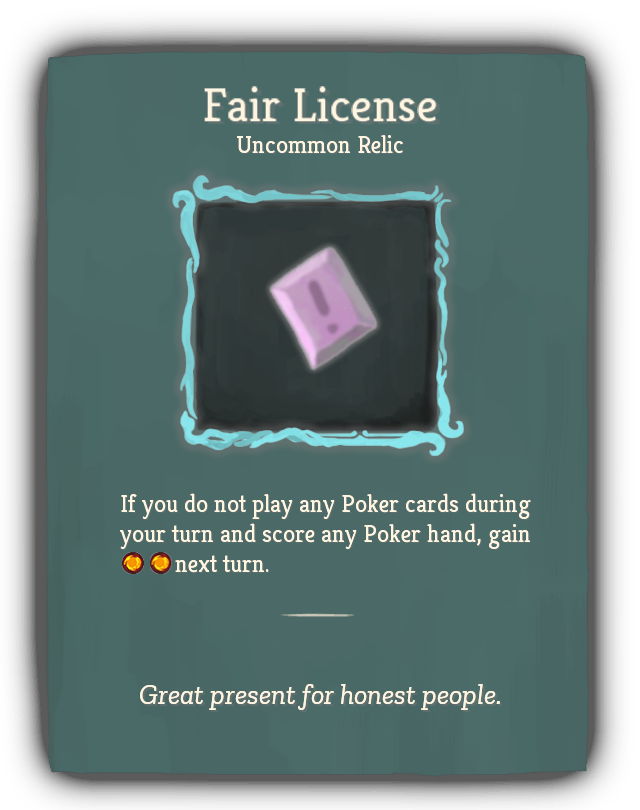 Fair License
Uncommon Relic
!
If you do not play any Poker cards during
your turn and score any Poker hand, gain
next turn.
Great present for honest people.